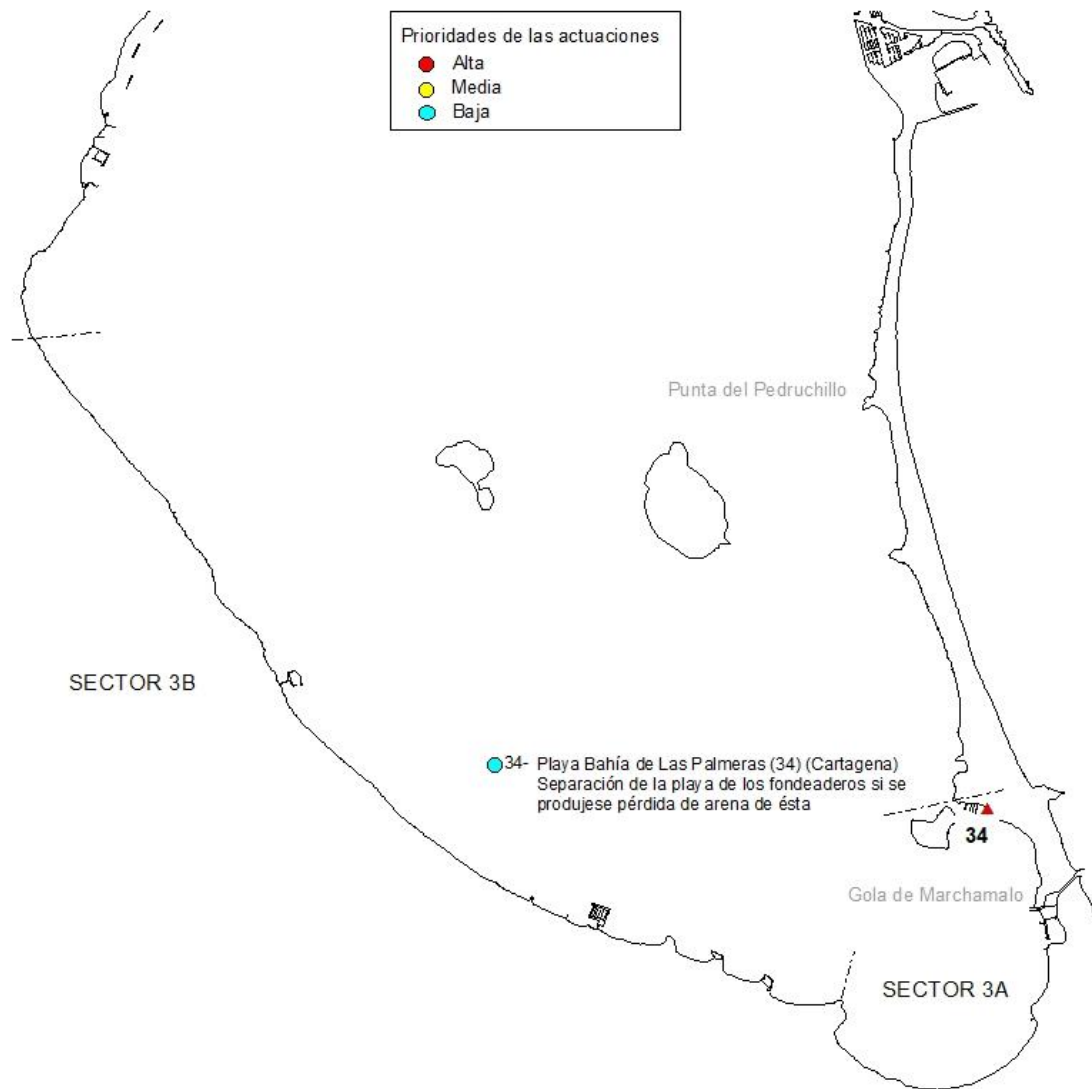 Prioridades de las actuaciones
Alta
Media
Baja
Punta del Pedruchillo
SECTOR 3B
34- Playa Bahía de Las Palmeras (34) (Cartagena)
Separación de la playa de los fondeaderos si se
produjese pérdida de arena de ésta
34
Gola de Marchamalo
SECTOR 3A